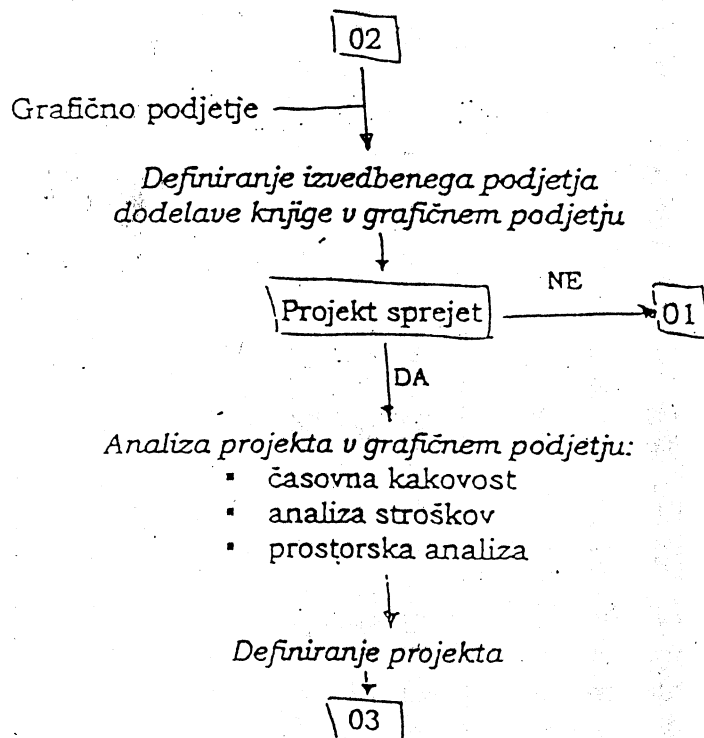 02
Grafično podjetje
Definiranje izvedbenega podjetja
dodelave knjige v grafičnem podjetju
NE
Projekt sprejet
01
DA
Analiza projekta v grafičnem podjetju:
▪ časovna kakovost
▪ analiza stroškov
▪ prostorska analiza
Definiranje projekta
03